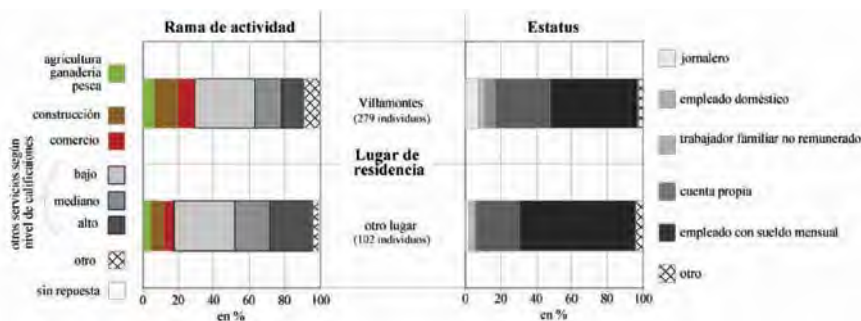 Rama de actividad
Estatus
agricultura
ganadería
pesca
construcción
comercio
otros servicios según
nivel de calificaiones
bajo
mediano
alto
otro
sin repuesta
Villamontes
(279 individuos)
Lugar de
residencia
otro lugar
(102 individuos)
jornalero
empleado doméstico
trabajador familiar no remunerado
cuenta propia
empleado con sueldo mensual
otro
0 20 40 60 80 100
en %
0 20 40 60 80 100
en %